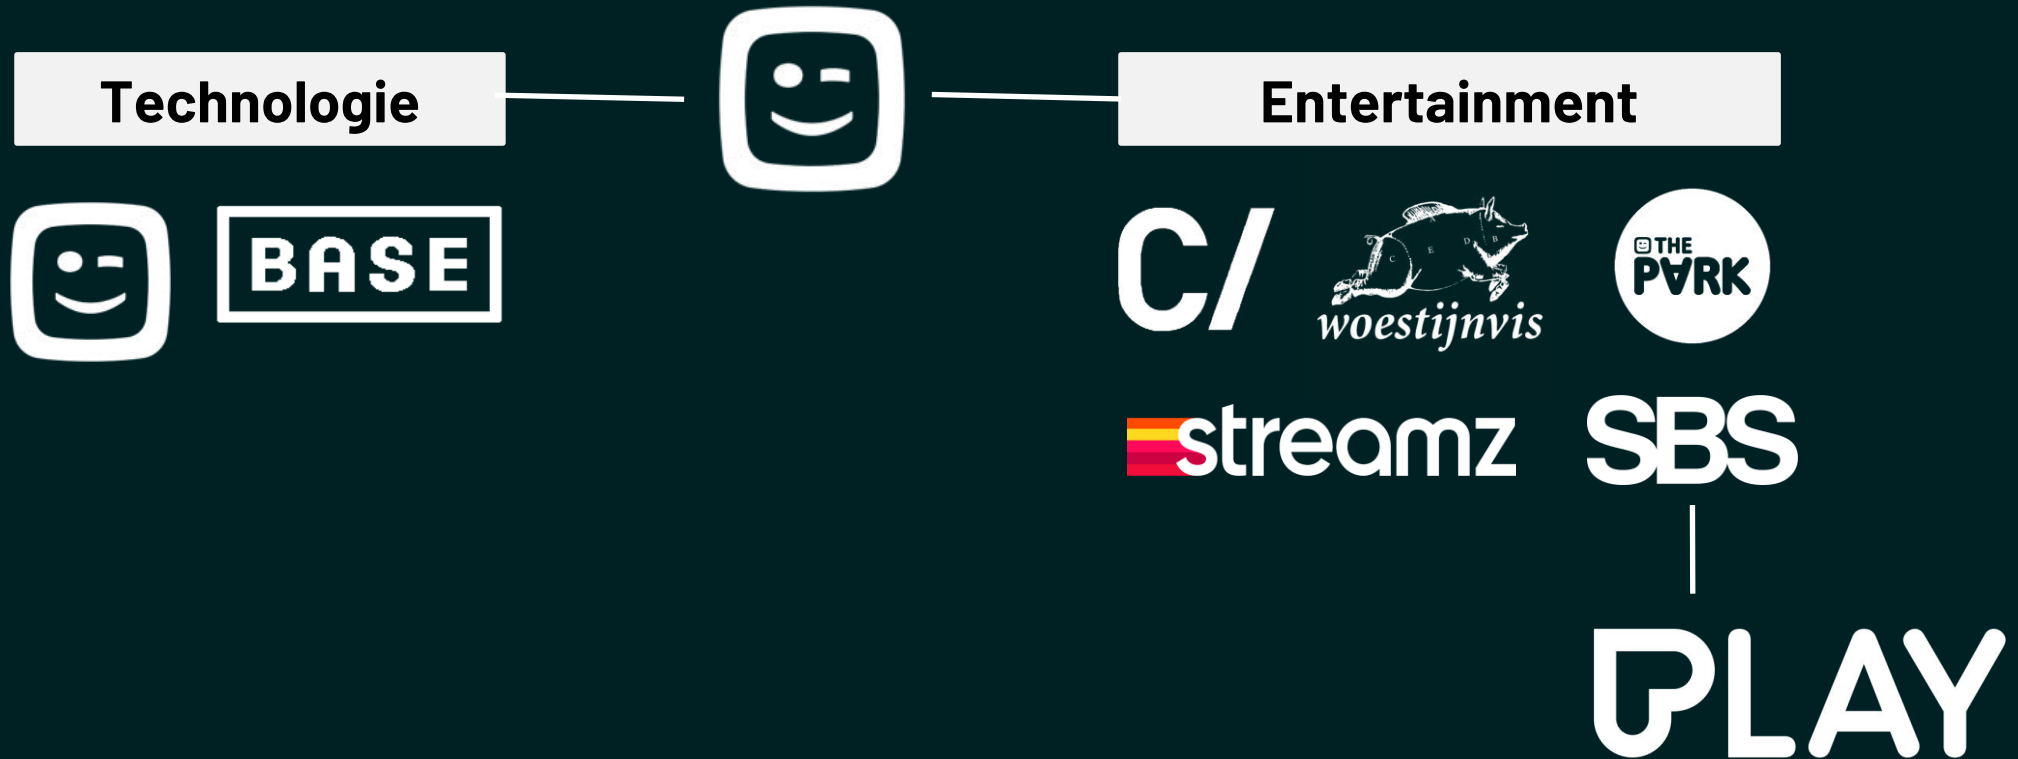 Technologie
Entertainment
BASE
C/
woestijnvis
THE
PARK
streamz
SBS
PLAY